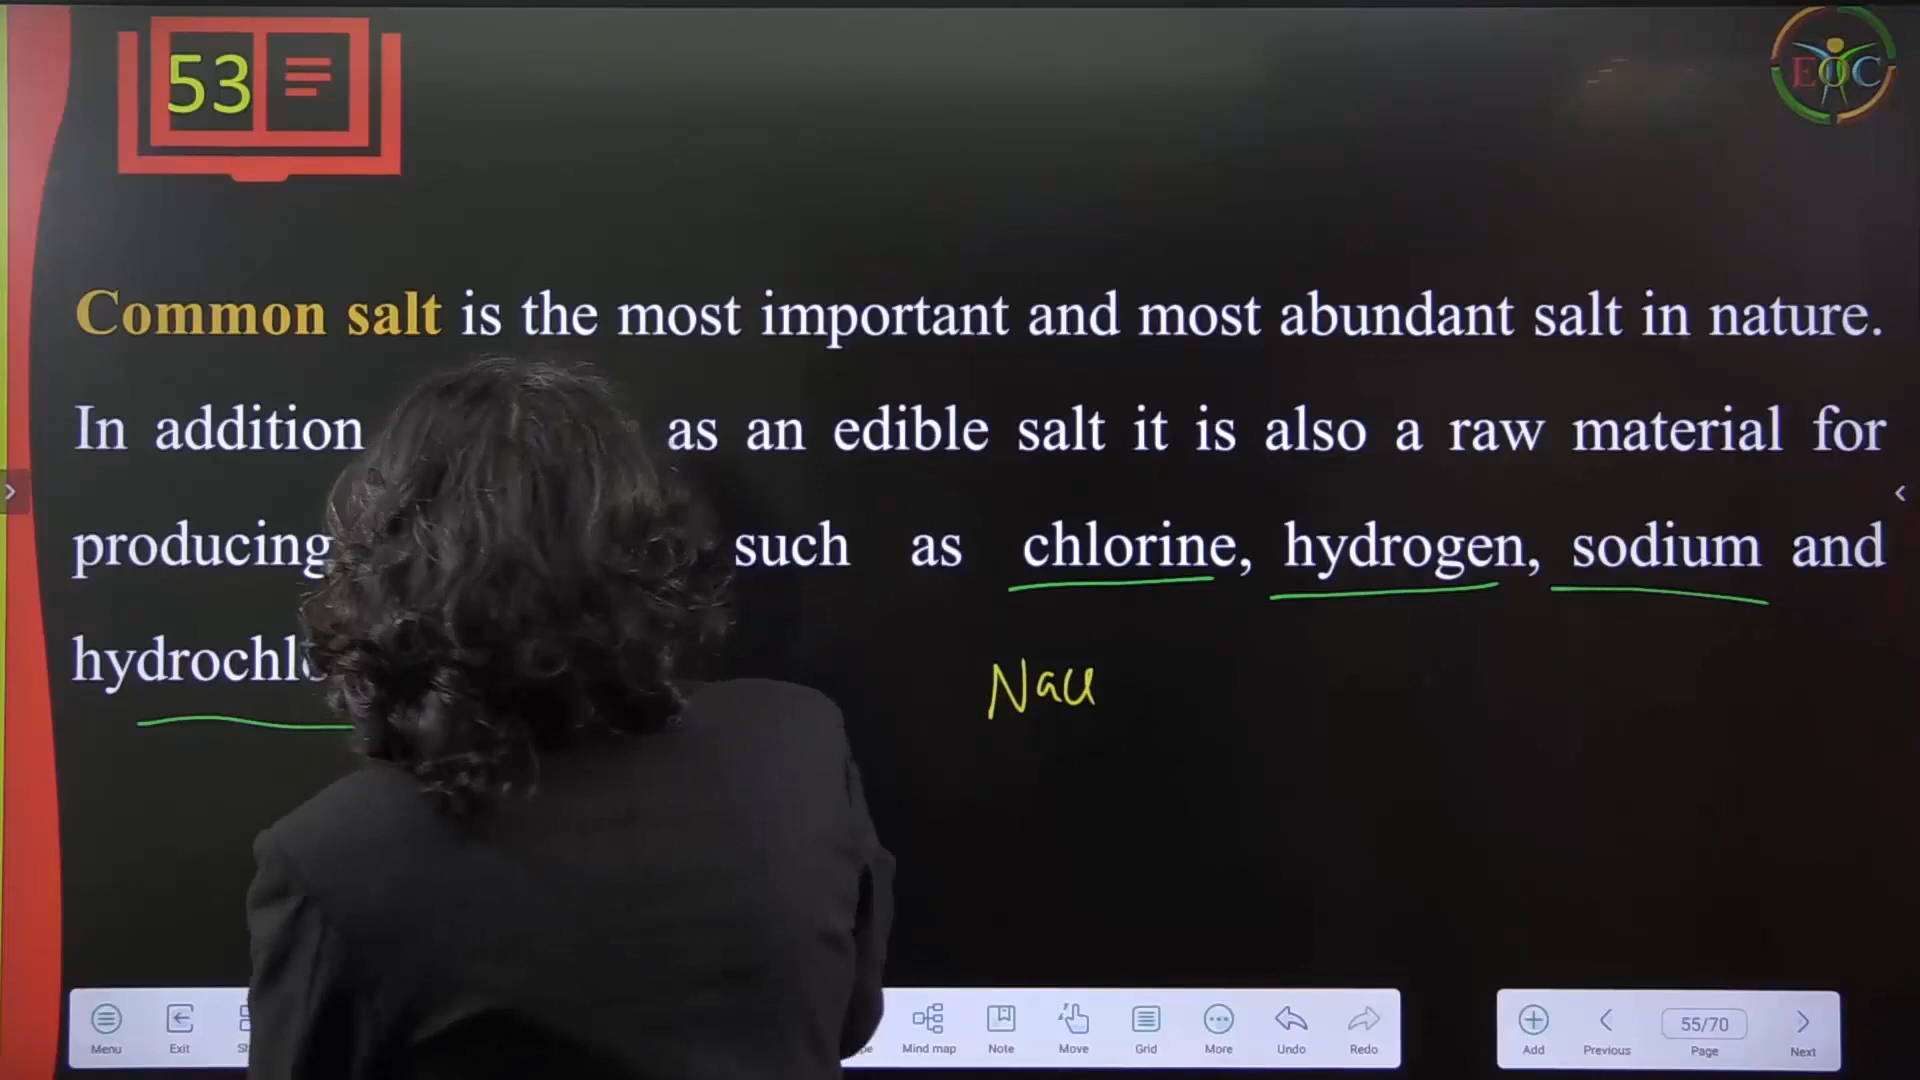 53
EOC
Common salt is the most important and most abundant salt in nature.
In addition as an edible salt it is also a raw material for
producing such as chlorine, hydrogen, sodium and
NaCl
Menu Exit Mind map Note Move Grid More Undo Redo Add Previous 55/70 Page Next